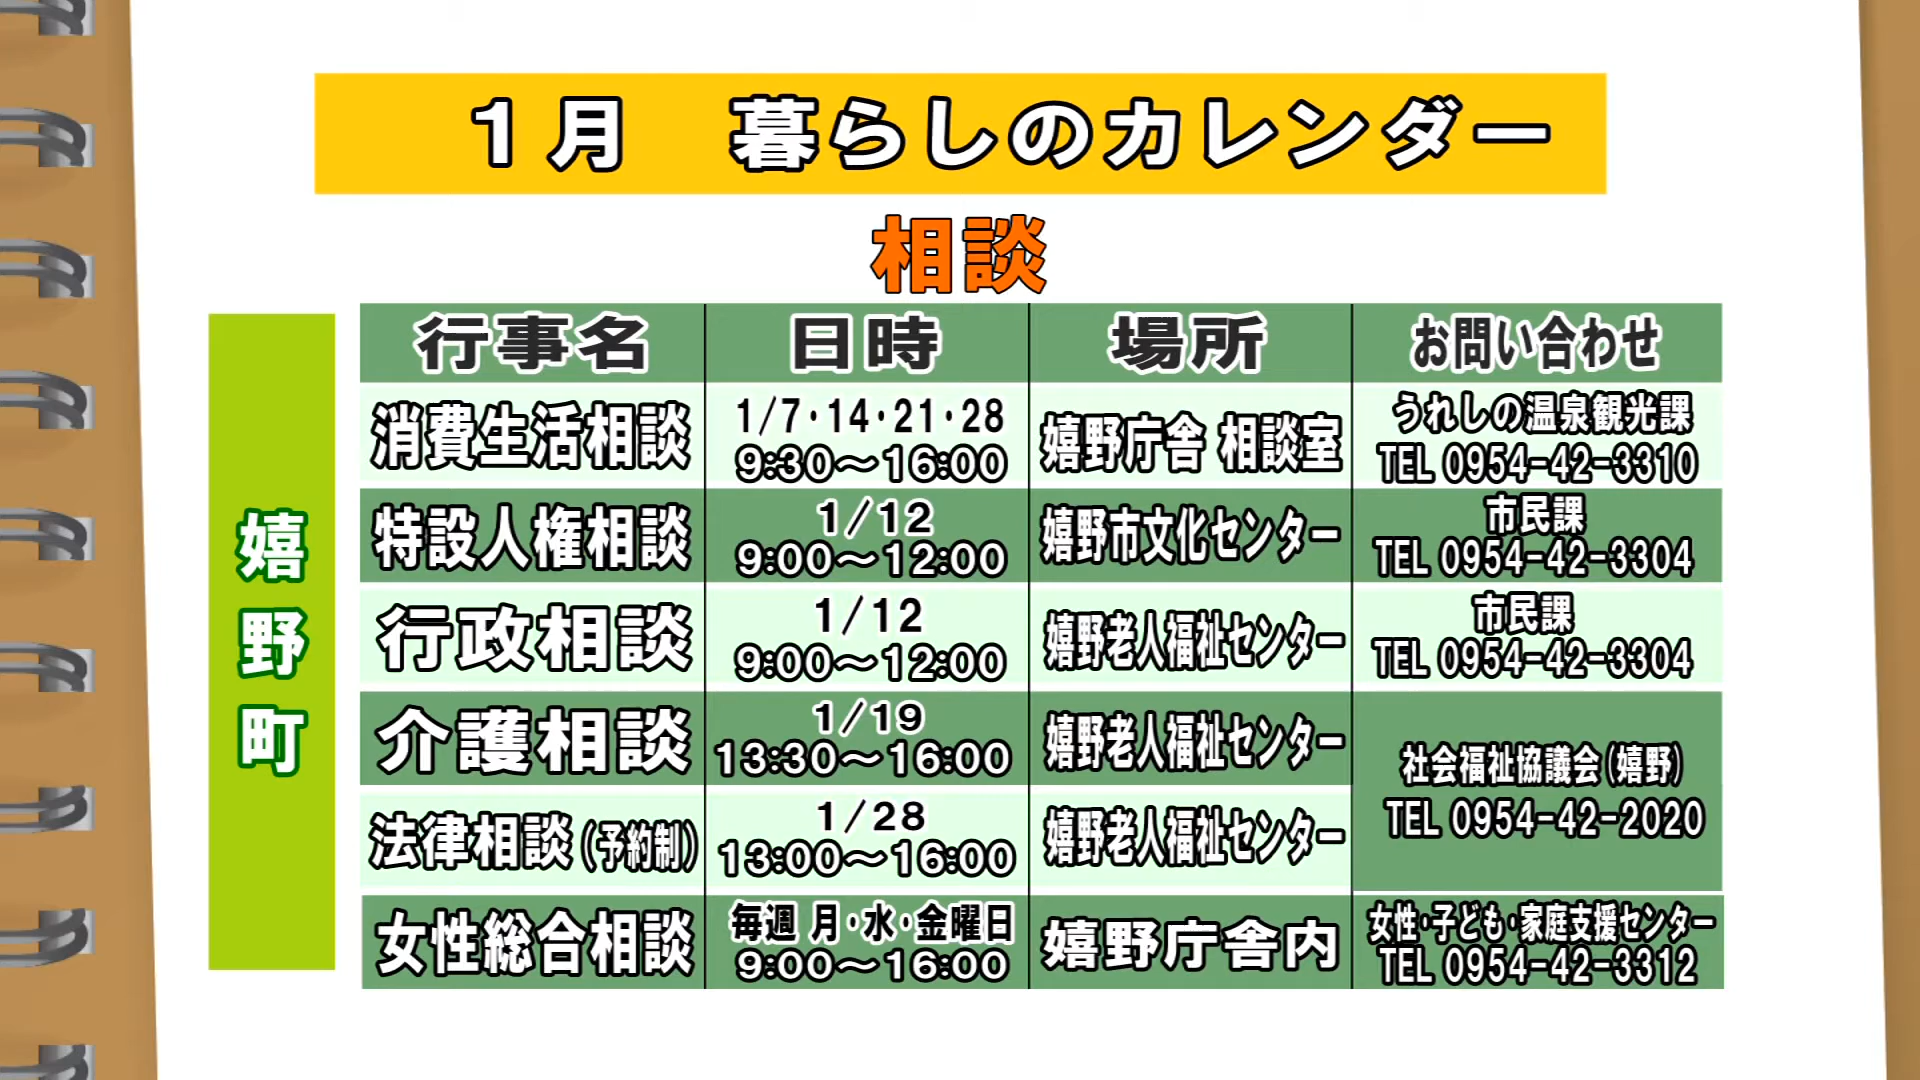 １月　暮らしのカレンダー
相談
嬉野町
行事名 日時 場所 お問い合わせ
消費生活相談 1/7・14・21・28 9:30～16:00 嬉野庁舎 相談室 うれしの温泉観光課 TEL 0954-42-3310
特設人権相談 1/12 9:00～12:00 嬉野市文化センター 市民課 TEL 0954-42-3304
行政相談 1/12 9:00～12:00 嬉野老人福祉センター 市民課 TEL 0954-42-3304
介護相談 1/19 13:30～16:00 嬉野老人福祉センター 社会福祉協議会(嬉野) TEL 0954-42-2020
法律相談(予約制) 1/28 13:00～16:00 嬉野老人福祉センター
女性総合相談 毎週 月・水・金曜日 9:00～16:00 嬉野庁舎内 女性・子ども・家庭支援センター TEL 0954-42-3312